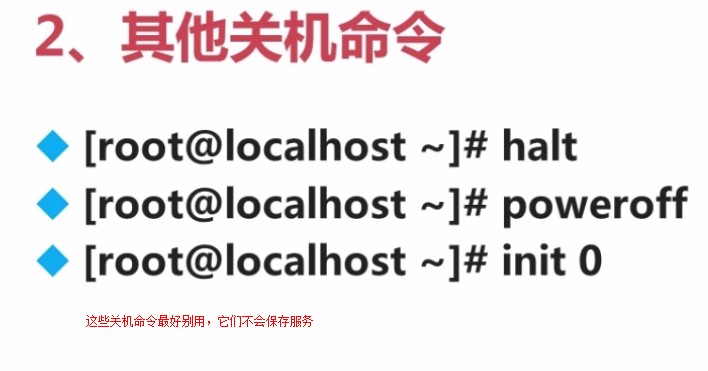 2、其他关机命令
[root@localhost ~]# halt
[root@localhost ~]# poweroff
[root@localhost ~]# init 0
这些关机命令最好别用，它们不会保存服务